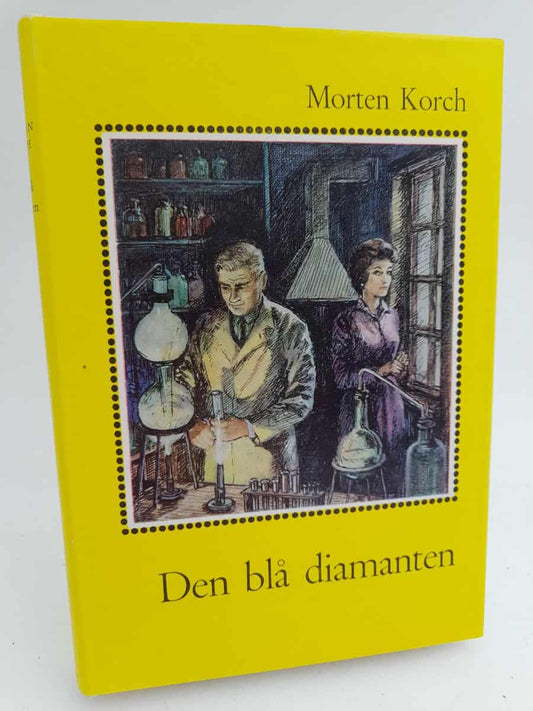 Morten Korch
Den blå diamanten